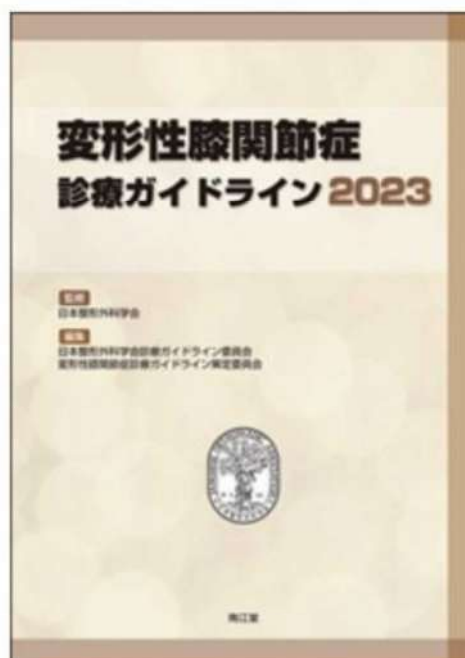 変形性膝関節症
診療ガイドライン2023
監修
日本整形外科学会
編集
日本整形外科学会診療ガイドライン委員会
変形性膝関節症診療ガイドライン策定委員会
南江堂